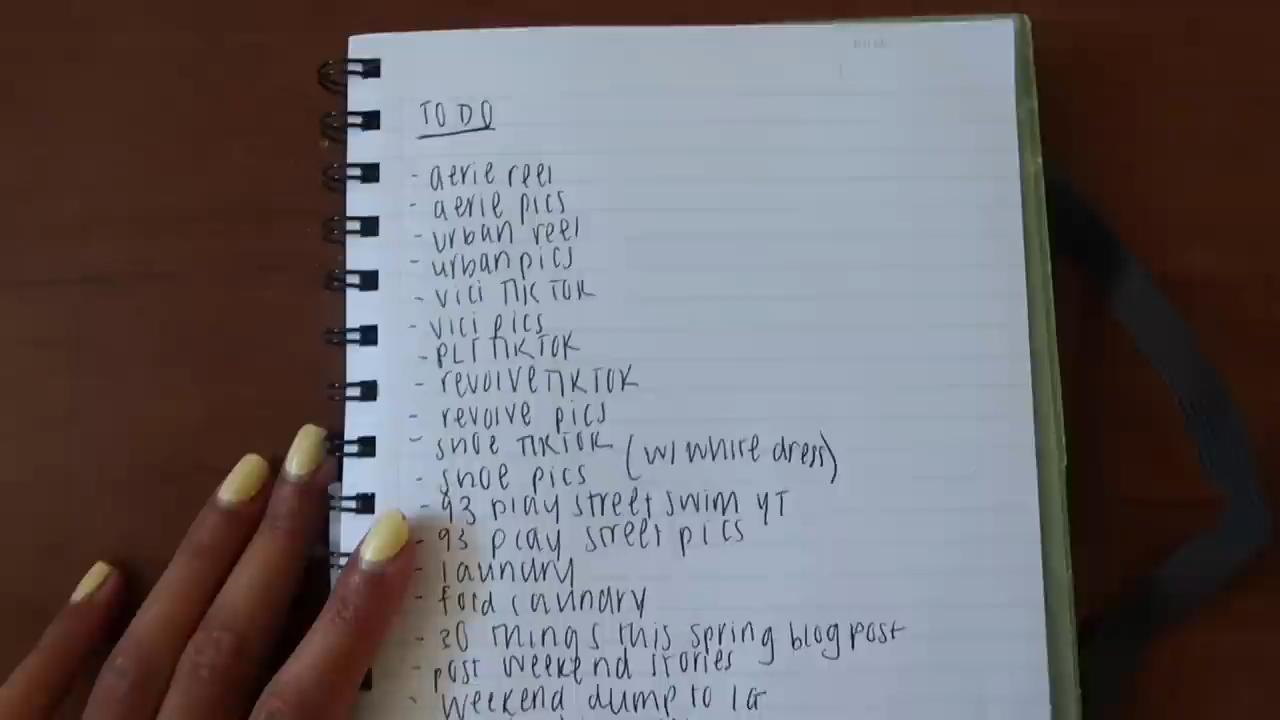 TO DO
- aerie reel
- aerie pics
- urban reel
- urban pics
- vici TIKTOK
- vici pics
- PLT TIKTOK
- revolve TIKTOK
- revolve pics
- shoe TIKTOK (w/ white dress)
- shoe pics
- 93 play street swim YT
- 93 play street pics
- laundry
- fold laundry
- 30 things this spring blog post
- post weekend stories
- weekend dump to IG